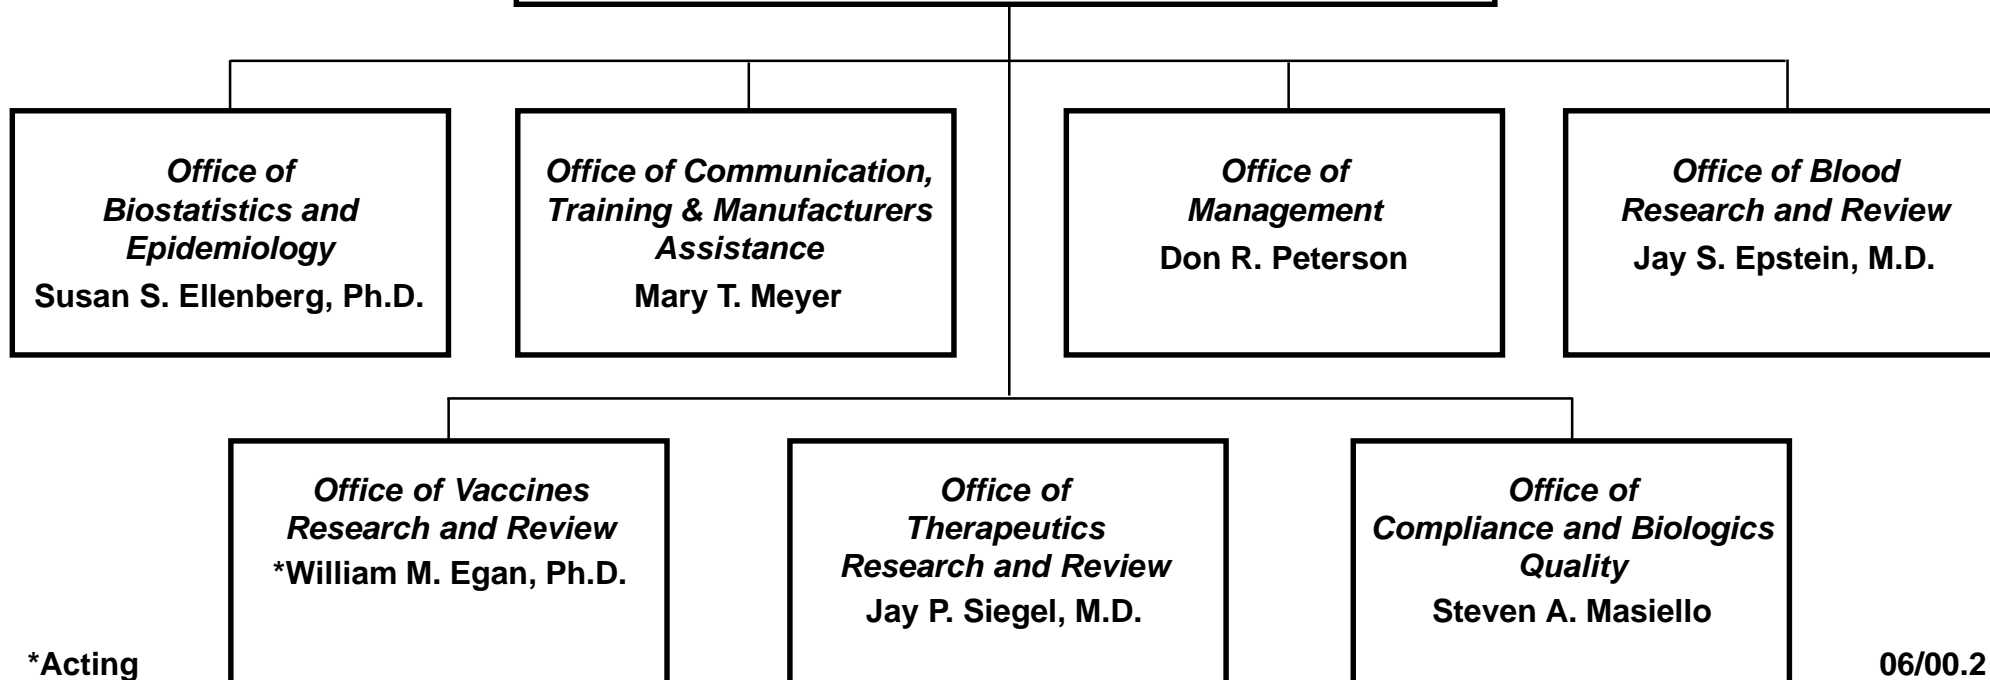 Office of
Biostatistics and
Epidemiology
Susan S. Ellenberg, Ph.D.
Office of Communication,
Training & Manufacturers
Assistance
Mary T. Meyer
Office of
Management
Don R. Peterson
Office of Blood
Research and Review
Jay S. Epstein, M.D.
Office of Vaccines
Research and Review
*William M. Egan, Ph.D.
Office of
Therapeutics
Research and Review
Jay P. Siegel, M.D.
Office of
Compliance and Biologics
Quality
Steven A. Masiello
*Acting
06/00.2